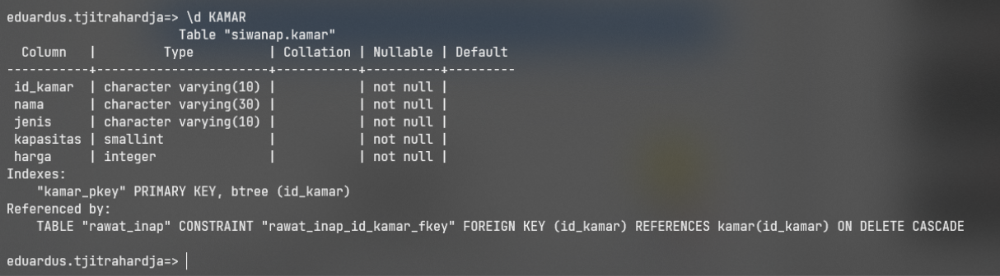 eduardus.tjitrahardja=> \d KAMAR
                       Table "siwanap.kamar"
  Column   |         Type          | Collation | Nullable | Default
-----------+-----------------------+-----------+----------+---------
 id_kamar  | character varying(10) |           | not null |
 nama      | character varying(30) |           | not null |
 jenis     | character varying(10) |           | not null |
 kapasitas | smallint              |           | not null |
 harga     | integer               |           | not null |
Indexes:
    "kamar_pkey" PRIMARY KEY, btree (id_kamar)
Referenced by:
    TABLE "rawat_inap" CONSTRAINT "rawat_inap_id_kamar_fkey" FOREIGN KEY (id_kamar) REFERENCES kamar(id_kamar) ON DELETE CASCADE
eduardus.tjitrahardja=>